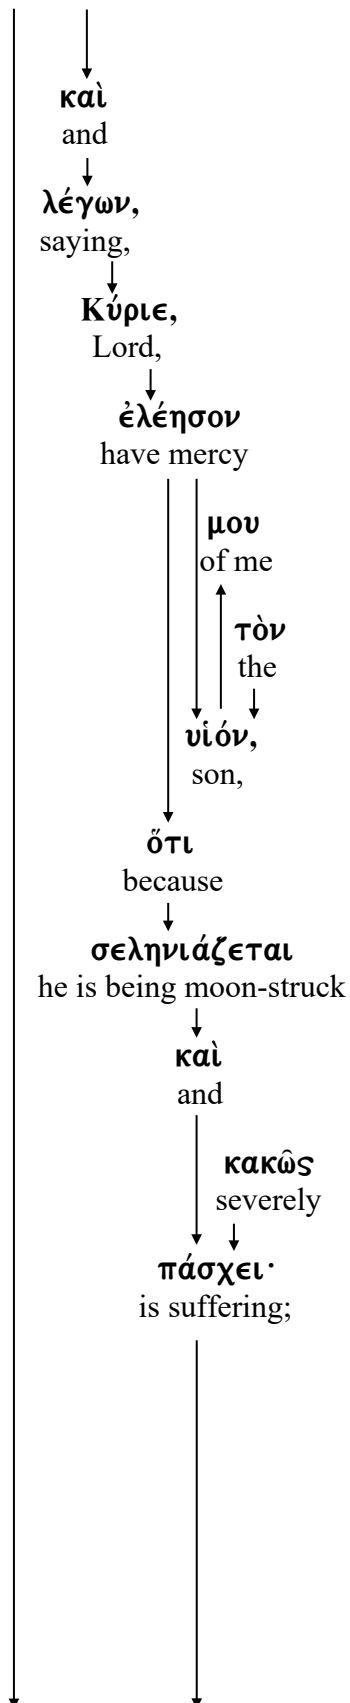 καὶ
and
λέγων,
saying,
Κύριε,
Lord,
ἐλέησον
have mercy
μου
of me
τὸν
the
υἱόν,
son,
ὅτι
because
σεληνιάζεται
he is being moon-struck
καὶ
and
κακῶς
severely
πάσχει·
is suffering;